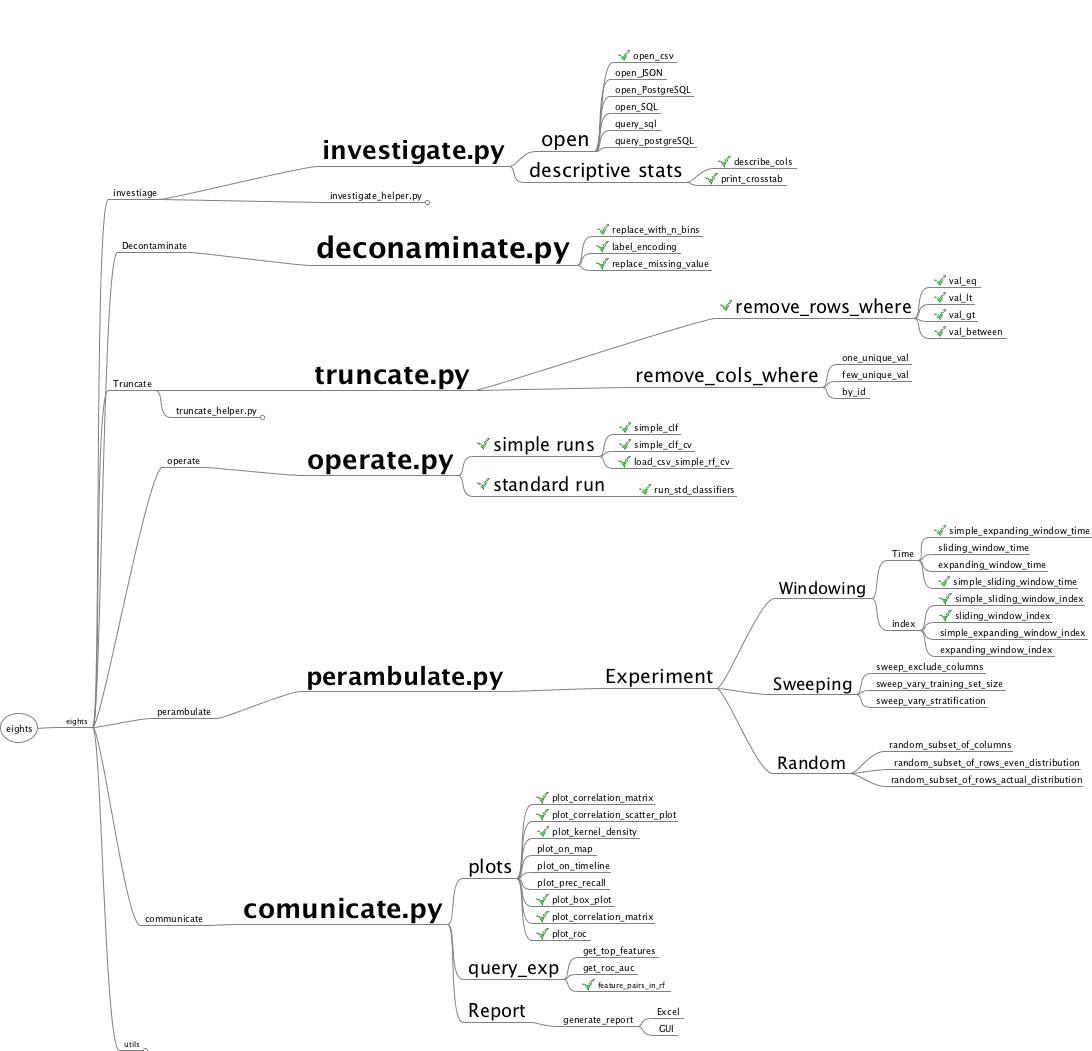 eights
eights
investiage
investigate.py
open
open_csv
open_JSON
open_PostgreSQL
open_SQL
query_sql
query_postgreSQL
descriptive stats
describe_cols
print_crosstab
investigate_helper.py
Decontaminate
deconaminate.py
replace_with_n_bins
label_encoding
replace_missing_value
Truncate
truncate.py
remove_rows_where
val_eq
val_lt
val_gt
val_between
remove_cols_where
one_unique_val
few_unique_val
by_id
truncate_helper.py
operate
operate.py
simple runs
simple_clf
simple_clf_cv
load_csv_simple_rf_cv
standard run
run_std_classifiers
perambulate
perambulate.py
Experiment
Windowing
Time
simple_expanding_window_time
sliding_window_time
expanding_window_time
simple_sliding_window_time
index
simple_sliding_window_index
sliding_window_index
simple_expanding_window_index
expanding_window_index
Sweeping
sweep_exclude_columns
sweep_vary_training_set_size
sweep_vary_stratification
Random
random_subset_of_columns
random_subset_of_rows_even_distribution
random_subset_of_rows_actual_distribution
communicate
comunicate.py
plots
plot_correlation_matrix
plot_correlation_scatter_plot
plot_kernel_density
plot_on_map
plot_on_timeline
plot_prec_recall
plot_box_plot
plot_correlation_matrix
plot_roc
query_exp
get_top_features
get_roc_auc
feature_pairs_in_rf
Report
generate_report
Excel
GUI
utils